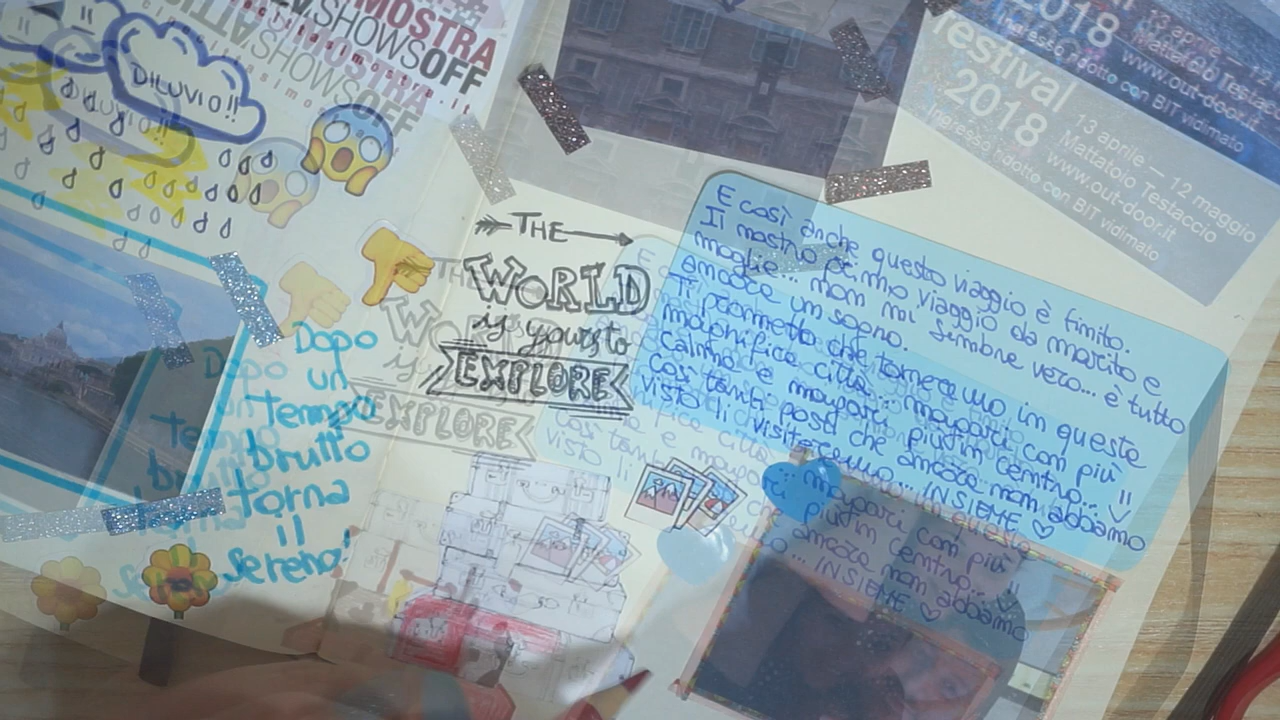 MOSTRA
SHOWSOFF
DILUVIO!!
festival
2018
13 aprile — 12 maggio
Mattatoio Testaccio
www.out-door.it
Ingresso ridotto con BIT vidimato
THE
WORLD
is yours to
EXPLORE
E così anche questo viaggio è finito.
Il nostro primo viaggio da marito e
moglie... non mi sembra vero... è tutto
ancora un sogno.
Ti prometto che torneremo in questa
magnifica città... magari con più
calma e magari più in centro... !!
Così tanti posti che ancora non abbiamo
visto li visiteremo... INSIEME ♡
Dopo
un
tempo
brutto
torna
il
sereno!